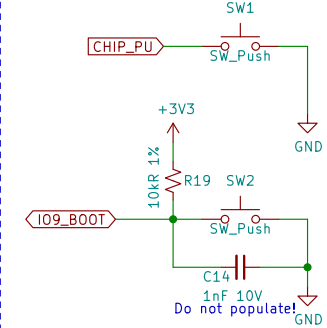 SW1
CHIP_PU
SW_Push
GND
+3V3
10kR 1%
R19
SW2
IO9_BOOT
SW_Push
C14
1nF 10V
Do not populate!
GND